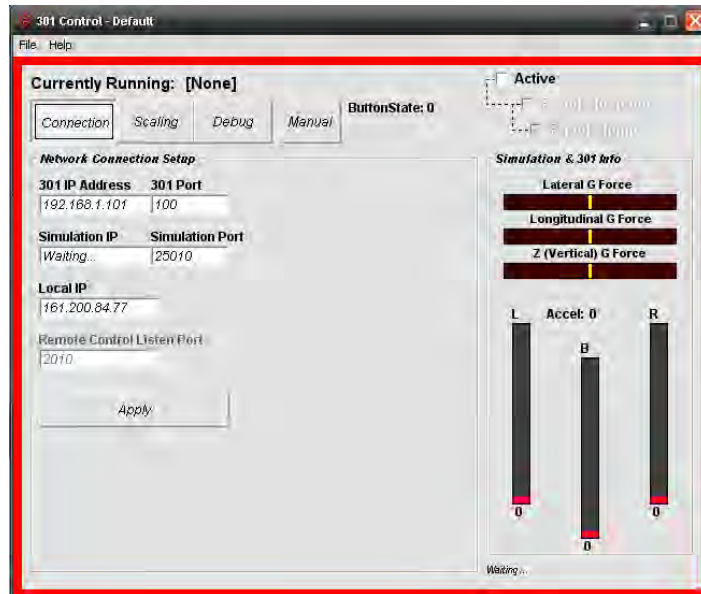 301 Control - Default
File Help
Currently Running: [None]
Active
Connection
Scaling
Debug
Manual
ButtonState: 0
Network Connection Setup
301 IP Address 301 Port
192.168.1.101 100
Simulation IP Simulation Port
Waiting... 25010
Local IP
161.200.84.77
Remote Control Listen Port
2010
Apply
Simulation & 301 Info
Lateral G Force
Longitudinal G Force
Z (Vertical) G Force
L Accel: 0 R
B
0 0
0
Waiting...